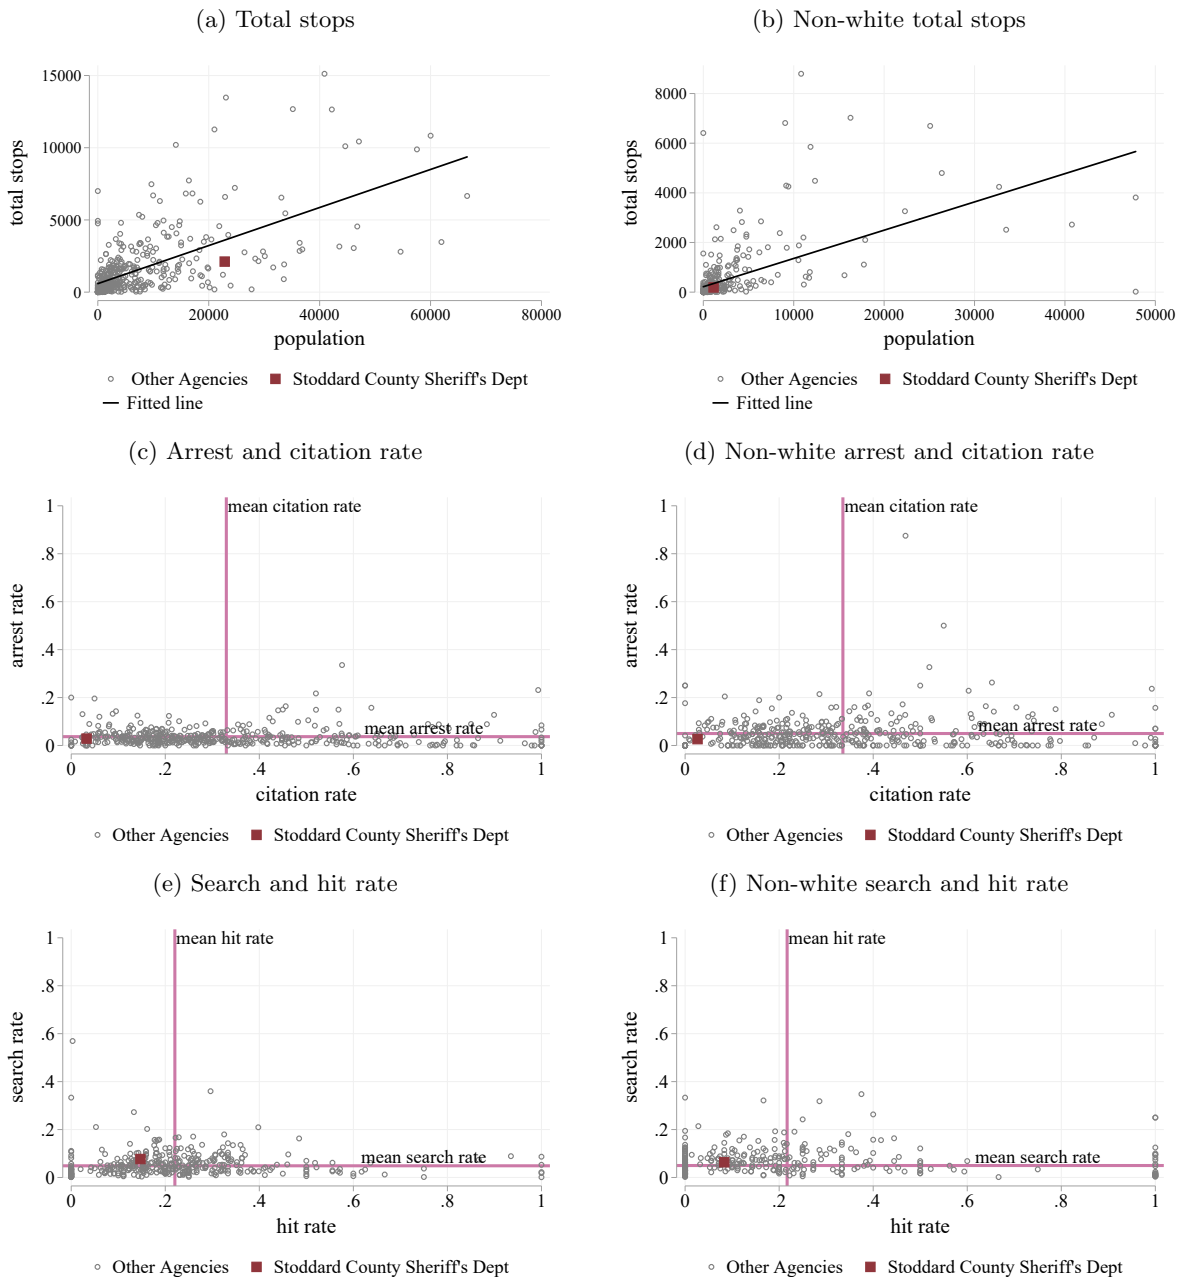 (a) Total stops
(b) Non-white total stops
total stops
15000
10000
5000
0
0 20000 40000 60000 80000
population
Other Agencies Stoddard County Sheriff's Dept
Fitted line
total stops
8000
6000
4000
2000
0
0 10000 20000 30000 40000 50000
population
Other Agencies Stoddard County Sheriff's Dept
Fitted line
(c) Arrest and citation rate
(d) Non-white arrest and citation rate
arrest rate
1
.8
.6
.4
.2
0
mean citation rate
mean arrest rate
0 .2 .4 .6 .8 1
citation rate
Other Agencies Stoddard County Sheriff's Dept
arrest rate
1
.8
.6
.4
.2
0
mean citation rate
mean arrest rate
0 .2 .4 .6 .8 1
citation rate
Other Agencies Stoddard County Sheriff's Dept
(e) Search and hit rate
(f) Non-white search and hit rate
search rate
1
.8
.6
.4
.2
0
mean hit rate
mean search rate
0 .2 .4 .6 .8 1
hit rate
Other Agencies Stoddard County Sheriff's Dept
search rate
1
.8
.6
.4
.2
0
mean hit rate
mean search rate
0 .2 .4 .6 .8 1
hit rate
Other Agencies Stoddard County Sheriff's Dept